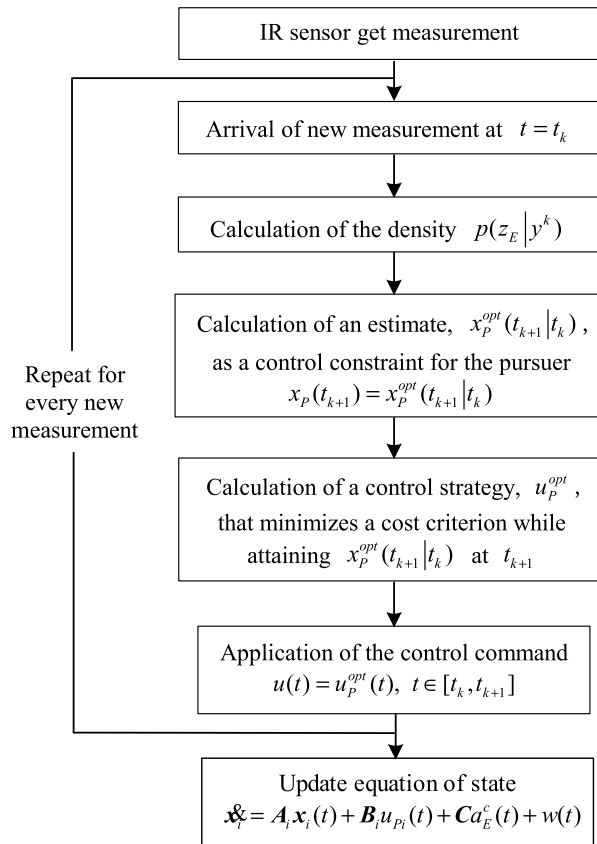 IR sensor get measurement
Arrival of new measurement at t = t_k
Calculation of the density p(z_E|y^k)
Calculation of an estimate, x_P^{opt}(t_{k+1}|t_k) ,
as a control constraint for the pursuer
x_P(t_{k+1}) = x_P^{opt}(t_{k+1}|t_k)
Repeat for
every new
measurement
Calculation of a control strategy, u_P^{opt} ,
that minimizes a cost criterion while
attaining x_P^{opt}(t_{k+1}|t_k) at t_{k+1}
Application of the control command
u(t) = u_P^{opt}(t), t ∈ [t_k, t_{k+1}]
Update equation of state
x&_i = A_i x_i(t) + B_i u_{Pi}(t) + C a_E^c(t) + w(t)